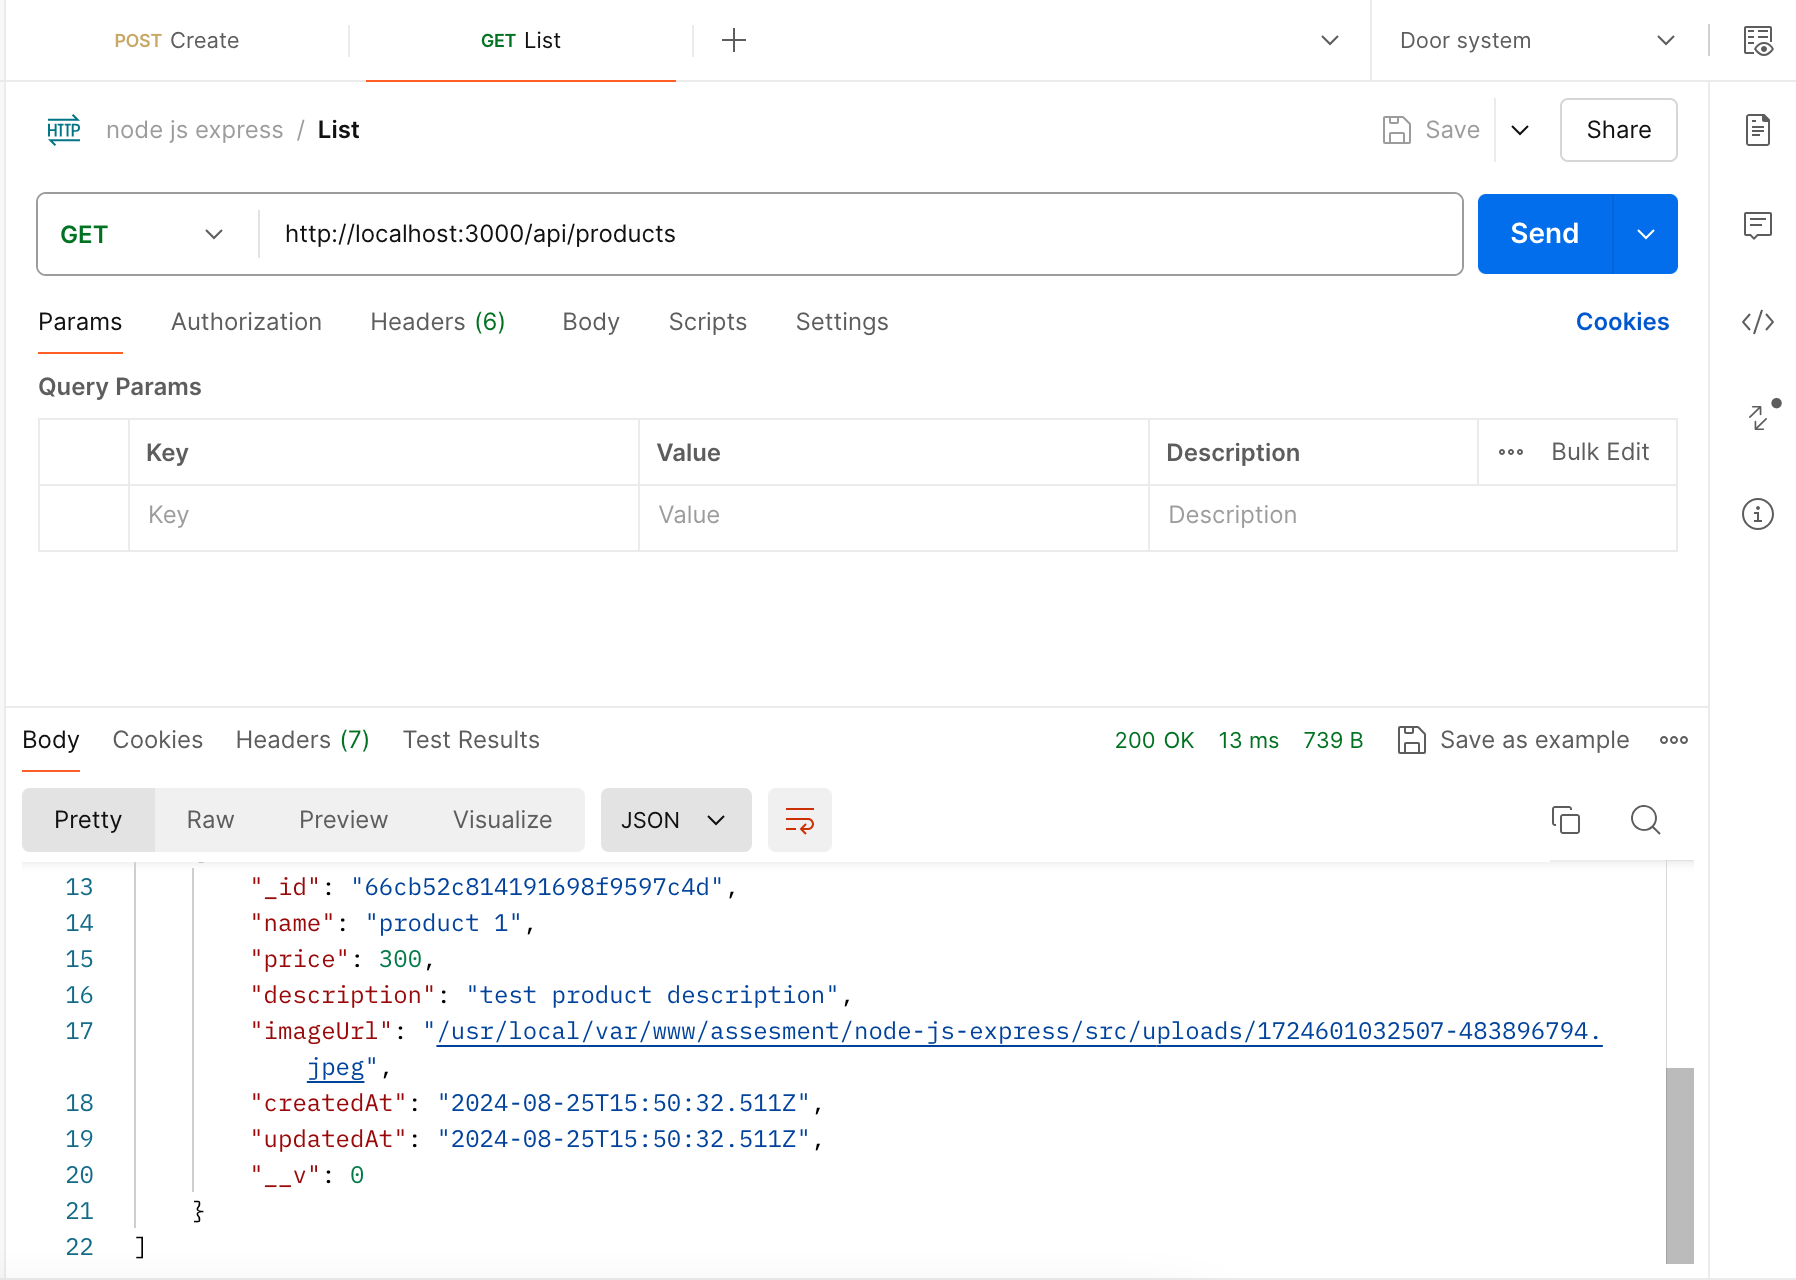 POST Create
GET List
Door system
HTTP node js express / List
Save
Share
GET http://localhost:3000/api/products
Send
Params Authorization Headers (6) Body Scripts Settings Cookies
Query Params
Key Value Description Bulk Edit
Key Value Description
Body Cookies Headers (7) Test Results 200 OK 13 ms 739 B Save as example
Pretty Raw Preview Visualize JSON
13 "_id": "66cb52c814191698f9597c4d",
14 "name": "product 1",
15 "price": 300,
16 "description": "test product description",
17 "imageUrl": "/usr/local/var/www/assesment/node-js-express/src/uploads/1724601032507-483896794.
jpeg",
18 "createdAt": "2024-08-25T15:50:32.511Z",
19 "updatedAt": "2024-08-25T15:50:32.511Z",
20 "__v": 0
21 }
22 ]